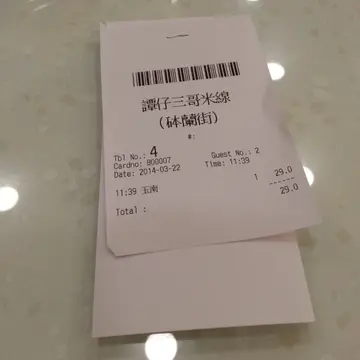 譚仔三哥米線
(砵蘭街)
#:
Tbl No.: 4 Guest No.: 2
Cardno: 800007 Time: 11:39
Date: 2014-03-22
11:39 玉南
1 29.0
------
Total : 29.0